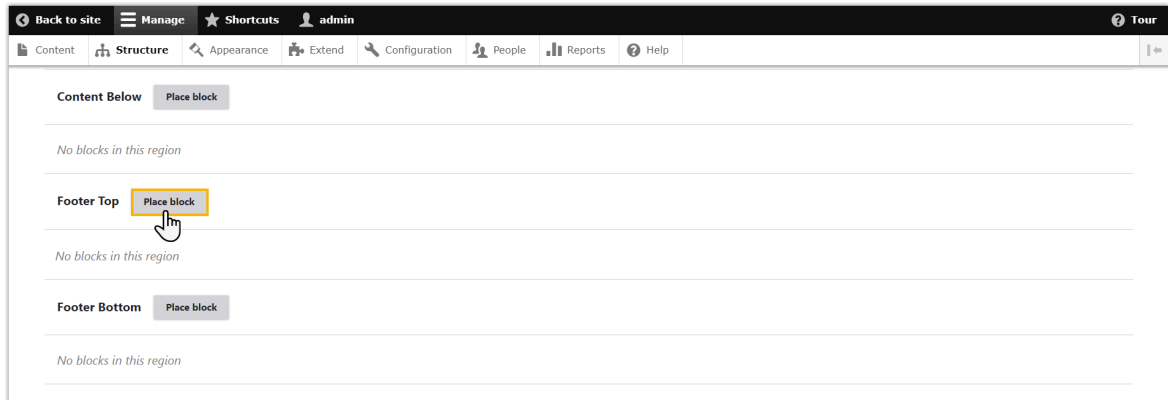 Back to site Manage Shortcuts admin Tour
Content Structure Appearance Extend Configuration People Reports Help
Content Below Place block
No blocks in this region
Footer Top Place block
No blocks in this region
Footer Bottom Place block
No blocks in this region